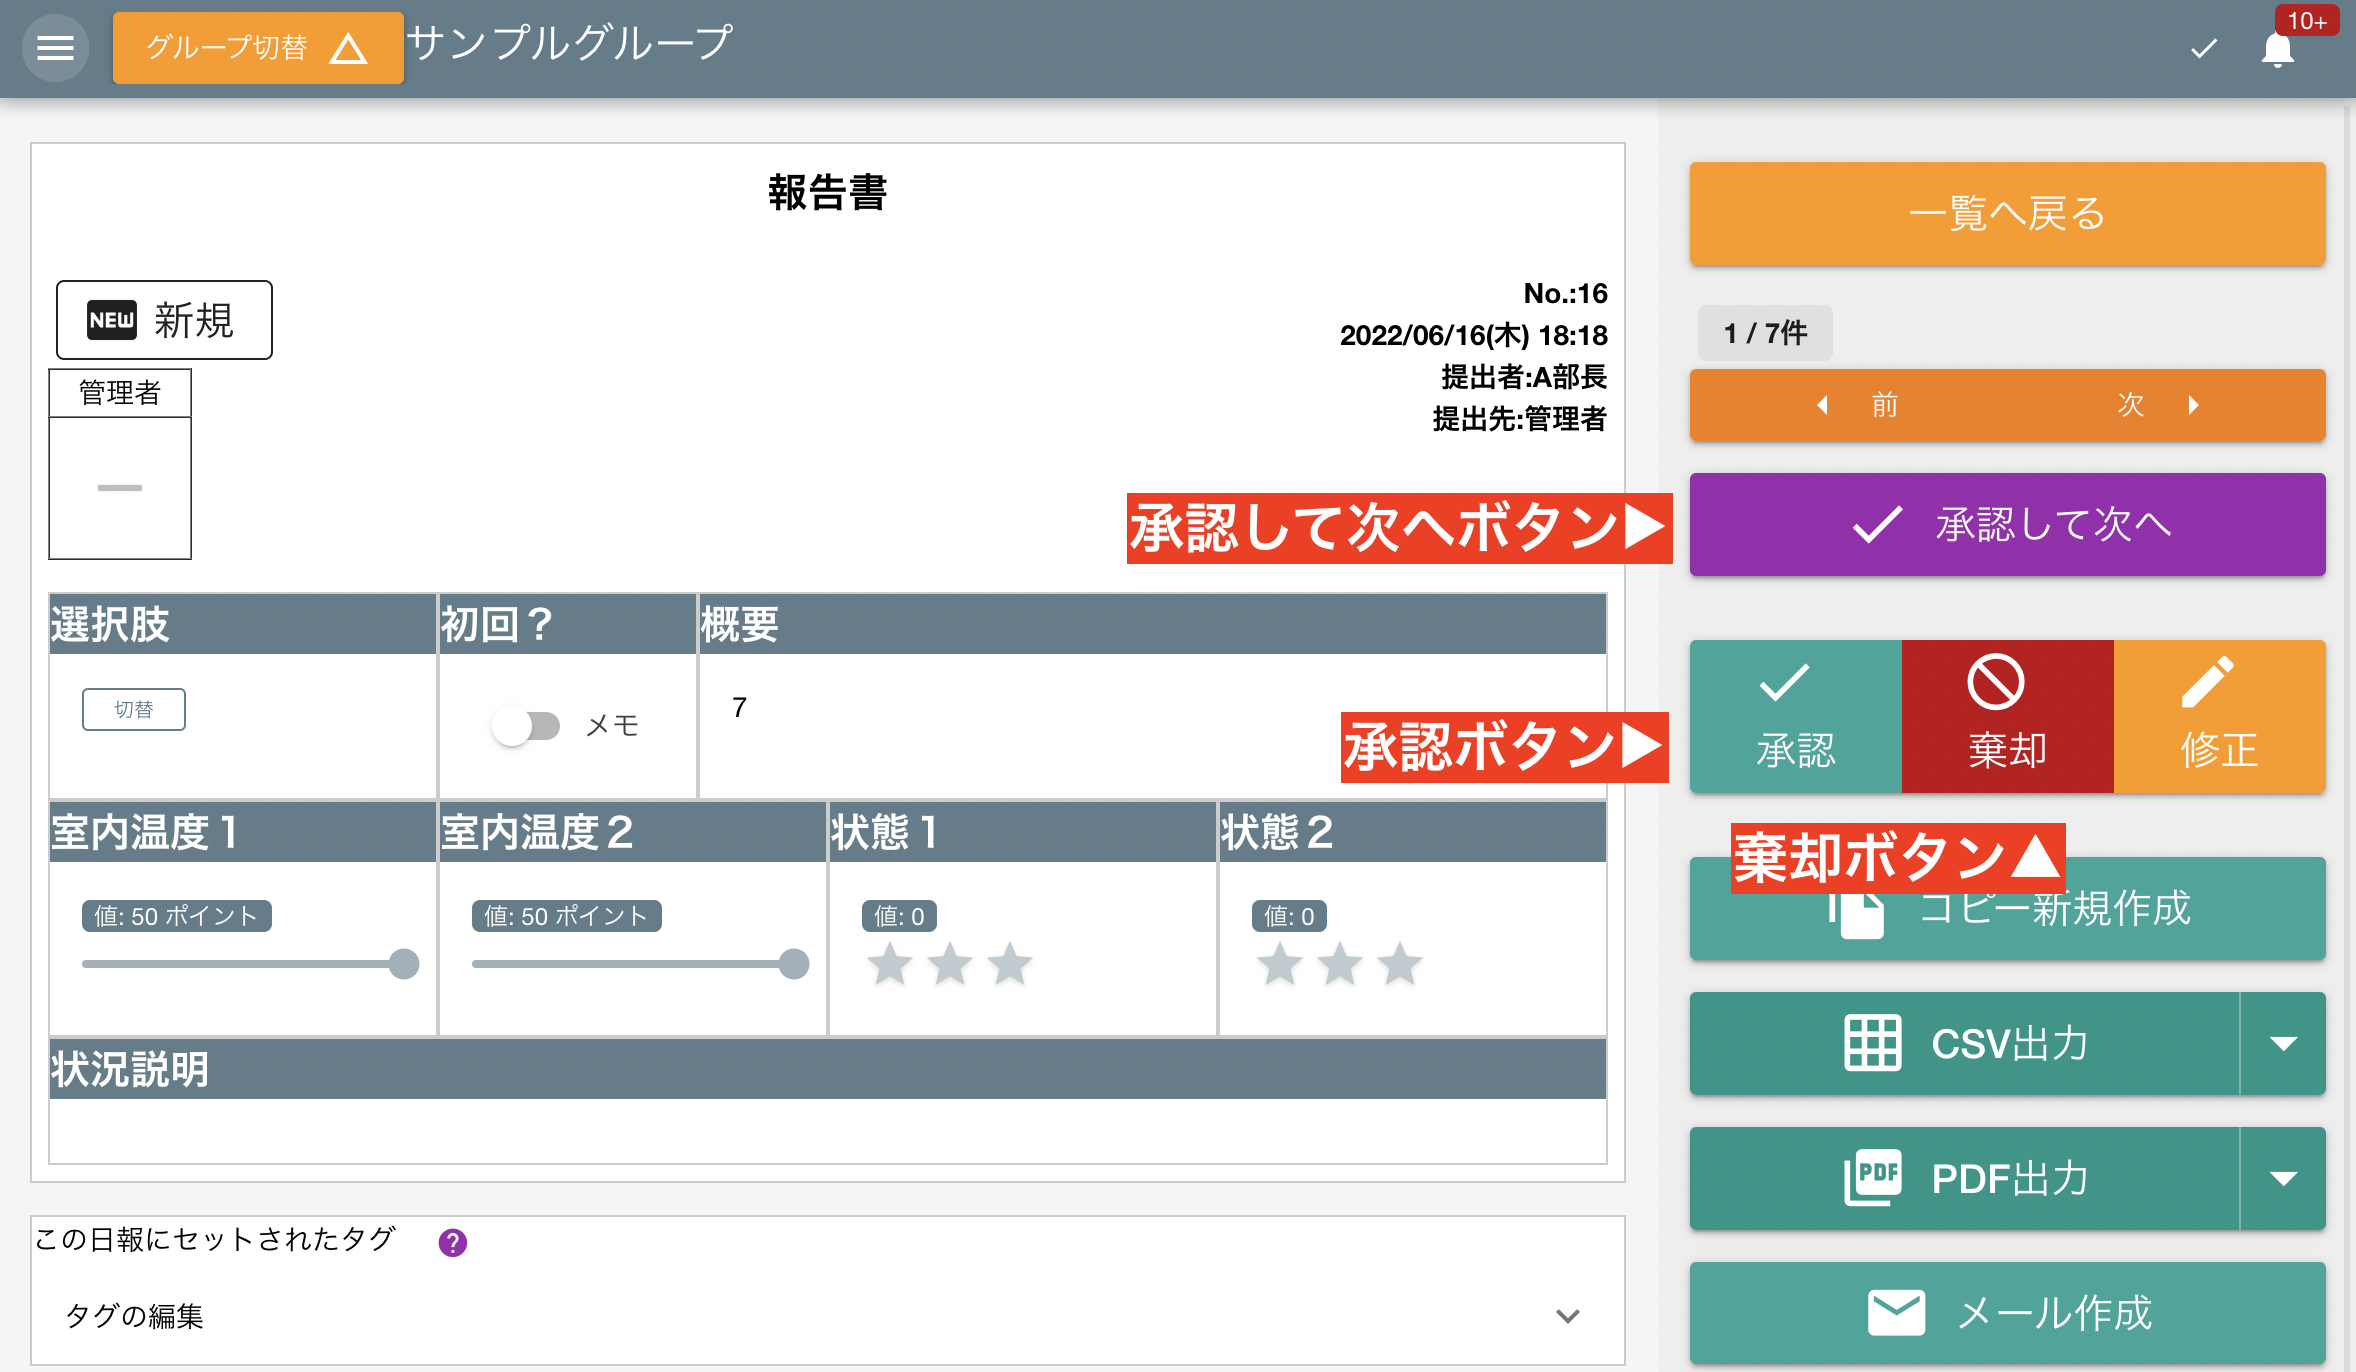 グループ切替 △ サンプルグループ
10+
報告書
NEW 新規
管理者
No.:16
2022/06/16(木) 18:18
提出者:A部長
提出先:管理者
選択肢 初回？ 概要
切替 メモ 7
室内温度１ 室内温度２ 状態１ 状態２
値: 50 ポイント 値: 50 ポイント 値: 0 値: 0
状況説明
この日報にセットされたタグ ?
タグの編集
一覧へ戻る
1 / 7件
前 次
承認して次へボタン▶ 承認して次へ
承認ボタン▶ 承認 棄却 修正
棄却ボタン▲
コピー新規作成
CSV出力
PDF PDF出力
メール作成